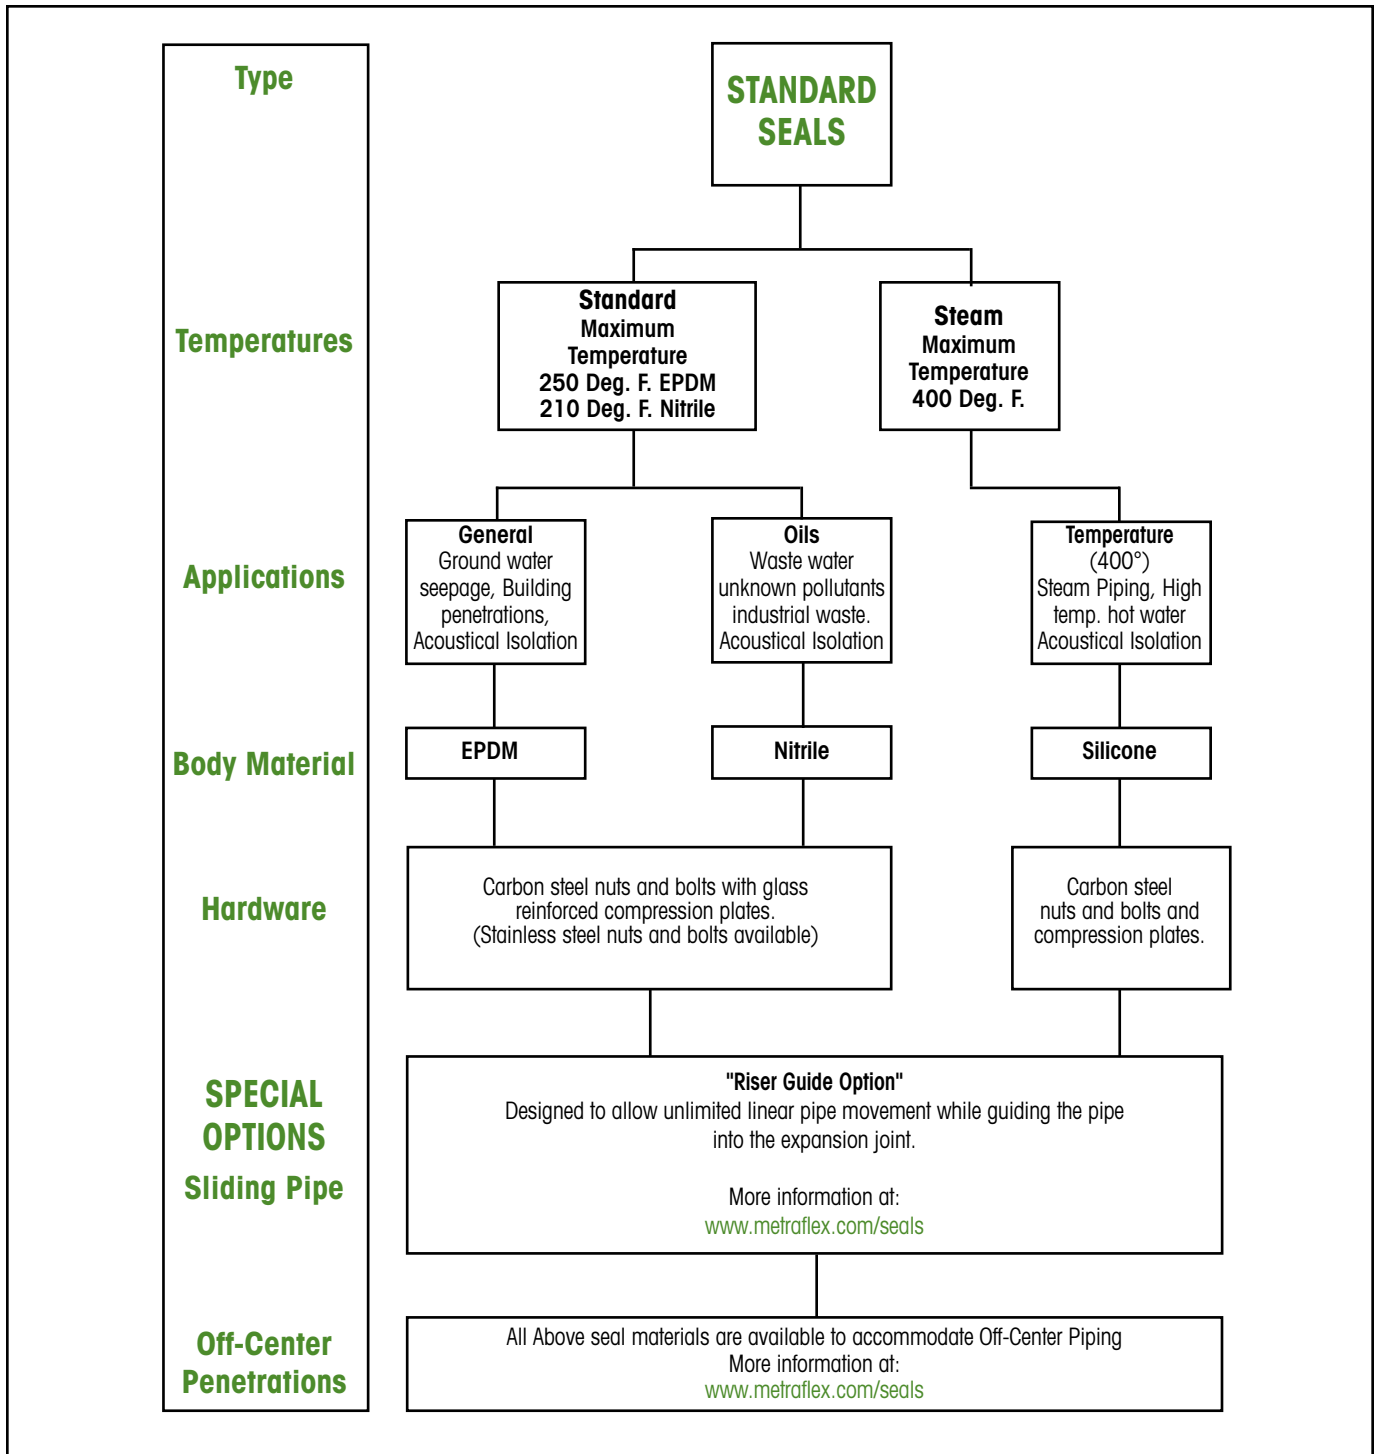 Type
STANDARD
SEALS
Temperatures
Standard
Maximum
Temperature
250 Deg. F. EPDM
210 Deg. F. Nitrile
Steam
Maximum
Temperature
400 Deg. F.
Applications
General
Ground water
seepage, Building
penetrations,
Acoustical Isolation
Oils
Waste water
unknown pollutants
industrial waste.
Acoustical Isolation
Temperature
(400°)
Steam Piping, High
temp. hot water
Acoustical Isolation
Body Material
EPDM
Nitrile
Silicone
Hardware
Carbon steel nuts and bolts with glass
reinforced compression plates.
(Stainless steel nuts and bolts available)
Carbon steel
nuts and bolts and
compression plates.
SPECIAL
OPTIONS
Sliding Pipe
"Riser Guide Option"
Designed to allow unlimited linear pipe movement while guiding the pipe
into the expansion joint.
More information at:
www.metraflex.com/seals
Off-Center
Penetrations
All Above seal materials are available to accommodate Off-Center Piping
More information at:
www.metraflex.com/seals